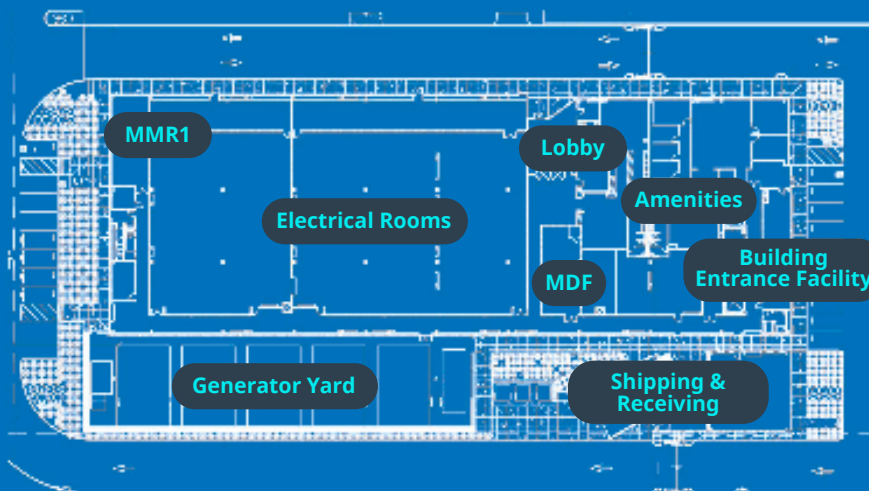 MMR1
Lobby
Amenities
Electrical Rooms
Building
Entrance Facility
MDF
Generator Yard
Shipping &
Receiving